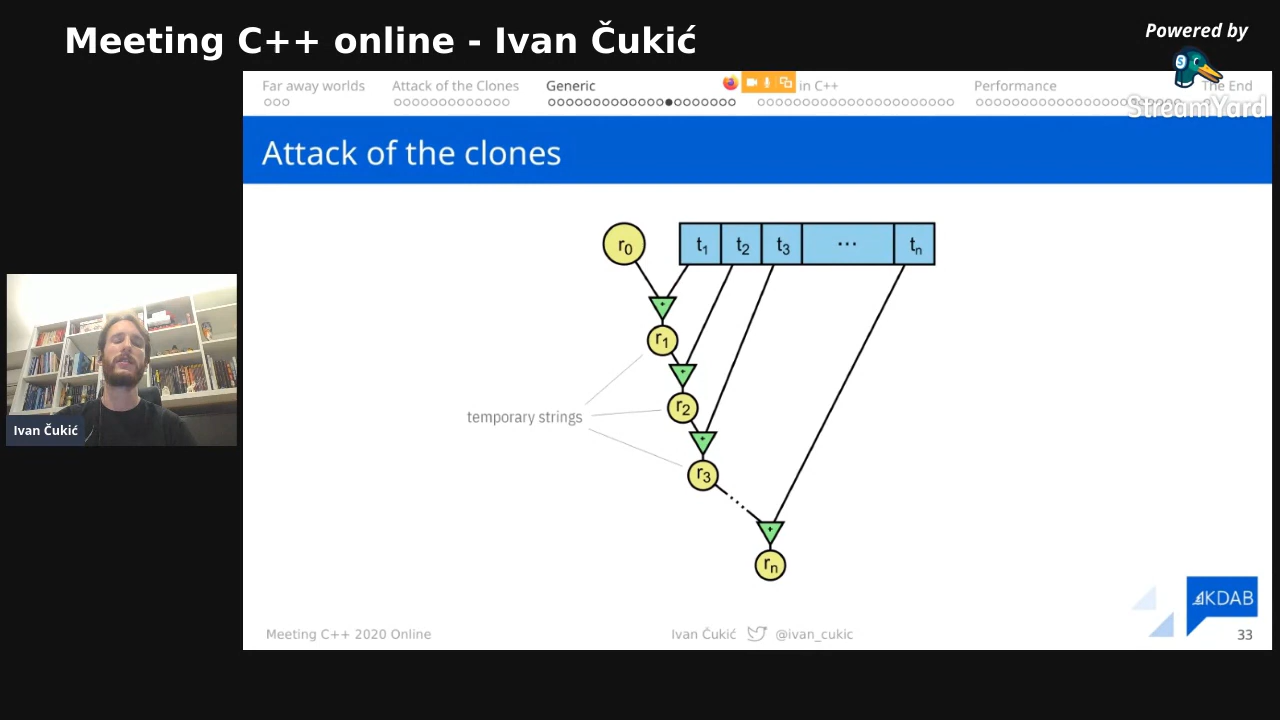 Meeting C++ online - Ivan Čukić
Powered by
StreamYard
Far away worlds Attack of the Clones Generic in C++ Performance The End
Attack of the clones
r0 t1 t2 t3 ... tn
+
r1
+
r2
temporary strings
+
r3
+
rn
Ivan Čukić
KDAB
Meeting C++ 2020 Online Ivan Čukić @ivan_cukic 33